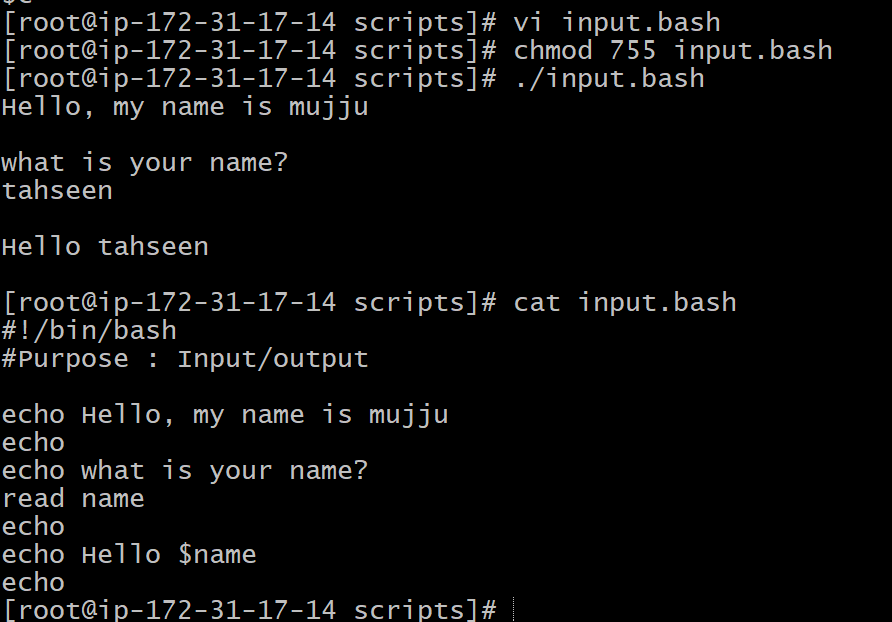 [root@ip-172-31-17-14 scripts]# vi input.bash
[root@ip-172-31-17-14 scripts]# chmod 755 input.bash
[root@ip-172-31-17-14 scripts]# ./input.bash
Hello, my name is mujju
what is your name?
tahseen
Hello tahseen
[root@ip-172-31-17-14 scripts]# cat input.bash
#!/bin/bash
#Purpose : Input/output
echo Hello, my name is mujju
echo
echo what is your name?
read name
echo
echo Hello $name
echo
[root@ip-172-31-17-14 scripts]#